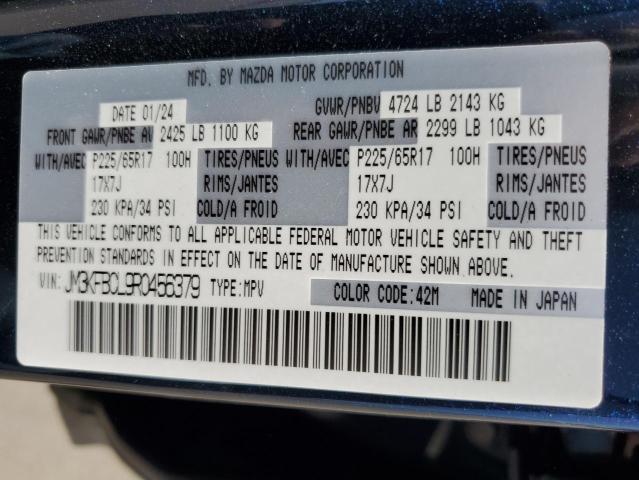 MFD. BY MAZDA MOTOR CORPORATION
DATE 01/24 GVWR/PNBV 4724 LB 2143 KG
FRONT GAWR/PNBE AV 2425 LB 1100 KG REAR GAWR/PNBE AR 2299 LB 1043 KG
WITH/AVEC P225/65R17 100H TIRES/PNEUS WITH/AVEC P225/65R17 100H TIRES/PNEUS
17X7J RIMS/JANTES 17X7J RIMS/JANTES
230 KPA/34 PSI COLD/A FROID 230 KPA/34 PSI COLD/A FROID
THIS VEHICLE CONFORMS TO ALL APPLICABLE FEDERAL MOTOR VEHICLE SAFETY AND THEFT
PREVENTION STANDARDS IN EFFECT ON THE DATE OF MANUFACTURE SHOWN ABOVE.
VIN: JM3KFBCL9R0456379 TYPE:MPV COLOR CODE:42M MADE IN JAPAN